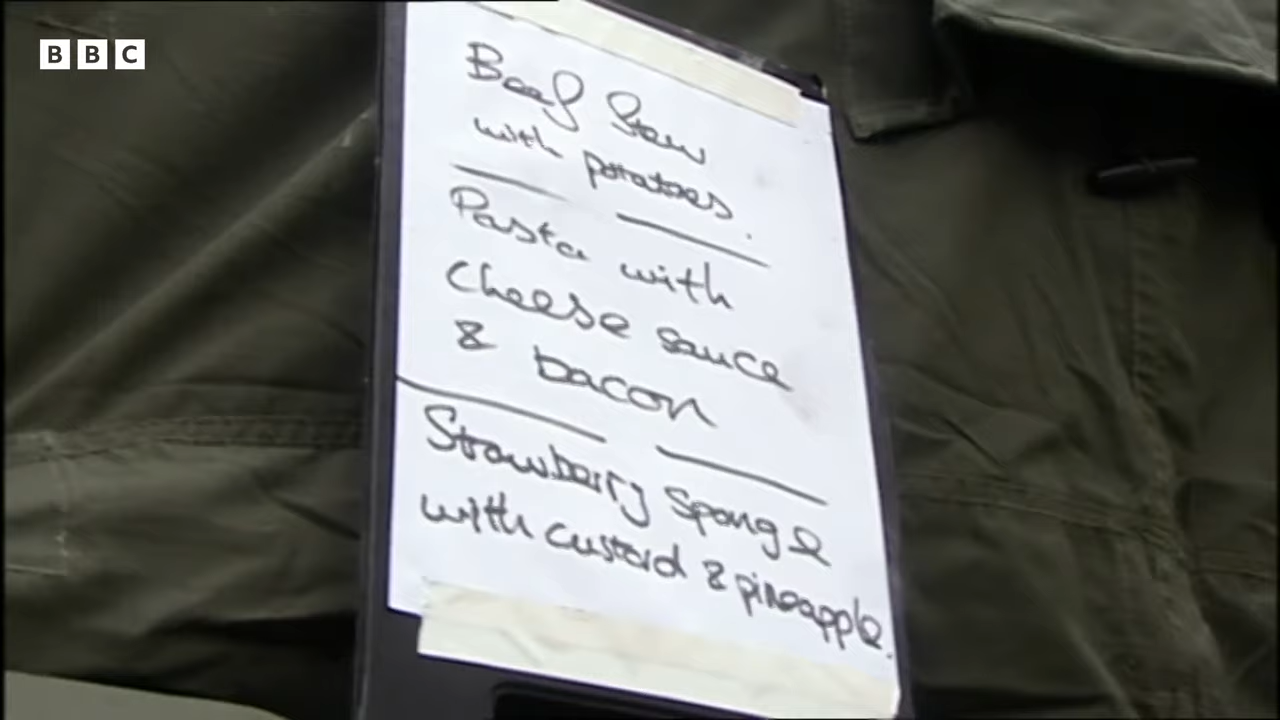 BBC
Beef Stew
with potatoes.
Pasta with
Cheese sauce
& bacon
Strawberry Sponge
with custard & pineapple.